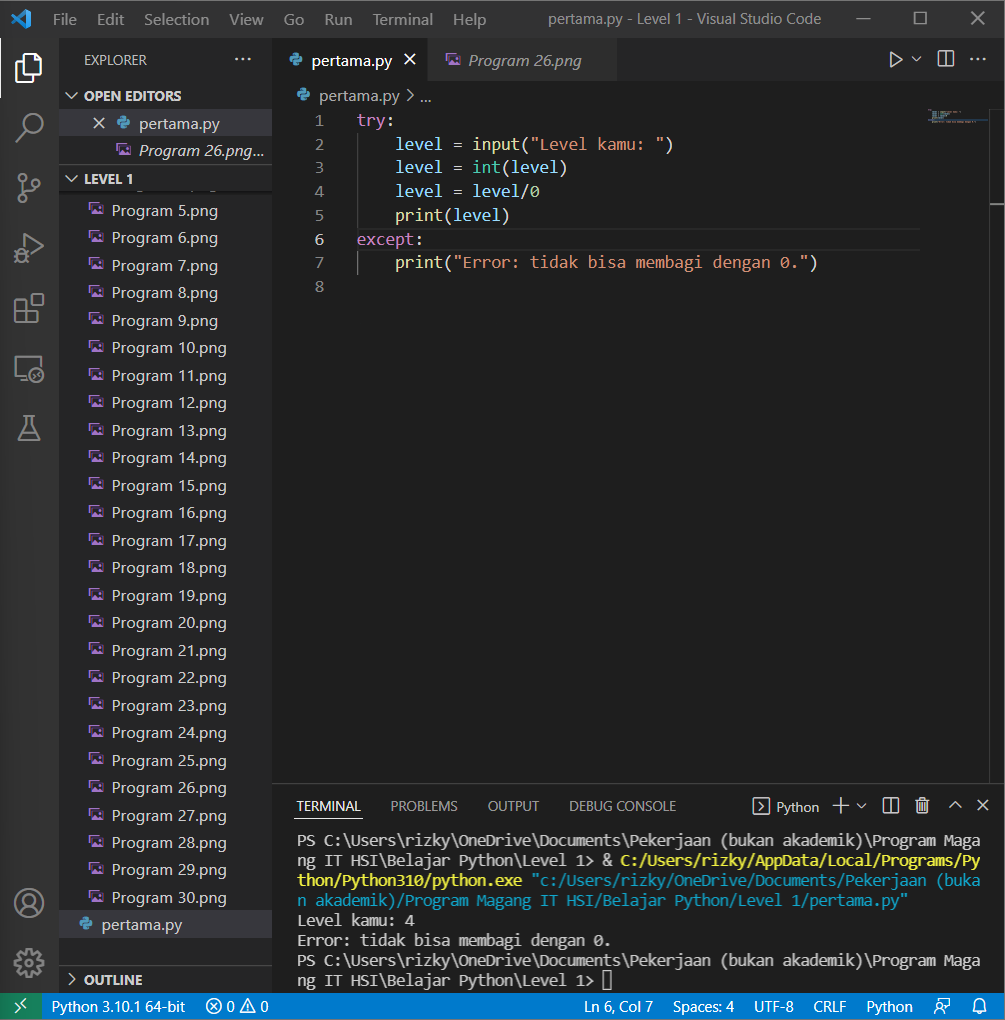 File Edit Selection View Go Run Terminal Help pertama.py - Level 1 - Visual Studio Code
EXPLORER
OPEN EDITORS
pertama.py
Program 26.png...
LEVEL 1
Program 5.png
Program 6.png
Program 7.png
Program 8.png
Program 9.png
Program 10.png
Program 11.png
Program 12.png
Program 13.png
Program 14.png
Program 15.png
Program 16.png
Program 17.png
Program 18.png
Program 19.png
Program 20.png
Program 21.png
Program 22.png
Program 23.png
Program 24.png
Program 25.png
Program 26.png
Program 27.png
Program 28.png
Program 29.png
Program 30.png
pertama.py
OUTLINE
pertama.py Program 26.png
pertama.py > ...
1 try:
2     level = input("Level kamu: ")
3     level = int(level)
4     level = level/0
5     print(level)
6 except:
7     print("Error: tidak bisa membagi dengan 0.")
8
TERMINAL PROBLEMS OUTPUT DEBUG CONSOLE Python
PS C:\Users\rizky\OneDrive\Documents\Pekerjaan (bukan akademik)\Program Maga
ng IT HSI\Belajar Python\Level 1> & C:/Users/rizky/AppData/Local/Programs/Py
thon/Python310/python.exe "c:/Users/rizky/OneDrive/Documents/Pekerjaan (buka
n akademik)/Program Magang IT HSI/Belajar Python/Level 1/pertama.py"
Level kamu: 4
Error: tidak bisa membagi dengan 0.
PS C:\Users\rizky\OneDrive\Documents\Pekerjaan (bukan akademik)\Program Maga
ng IT HSI\Belajar Python\Level 1>
Python 3.10.1 64-bit 0 0 Ln 6, Col 7 Spaces: 4 UTF-8 CRLF Python